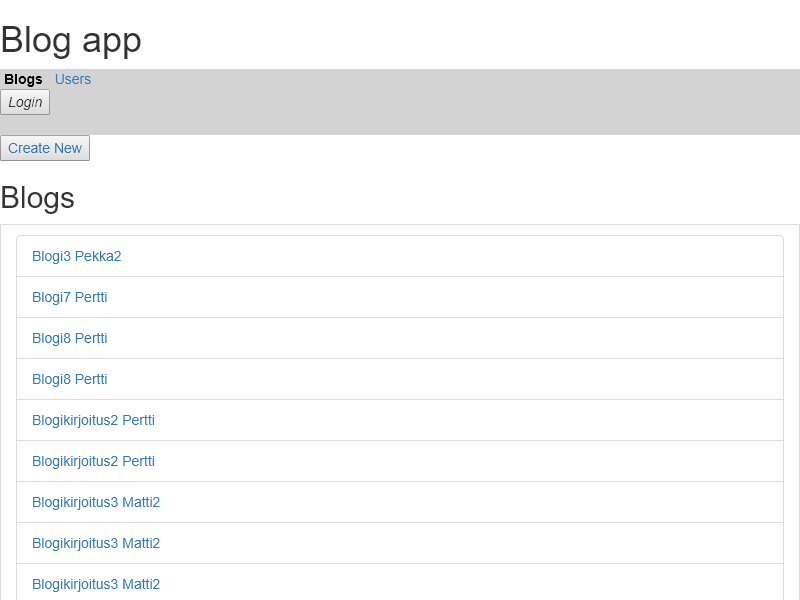 Blog app
Blogs Users
Login
Create New
Blogs
Blogi3 Pekka2
Blogi7 Pertti
Blogi8 Pertti
Blogi8 Pertti
Blogikirjoitus2 Pertti
Blogikirjoitus2 Pertti
Blogikirjoitus3 Matti2
Blogikirjoitus3 Matti2
Blogikirjoitus3 Matti2